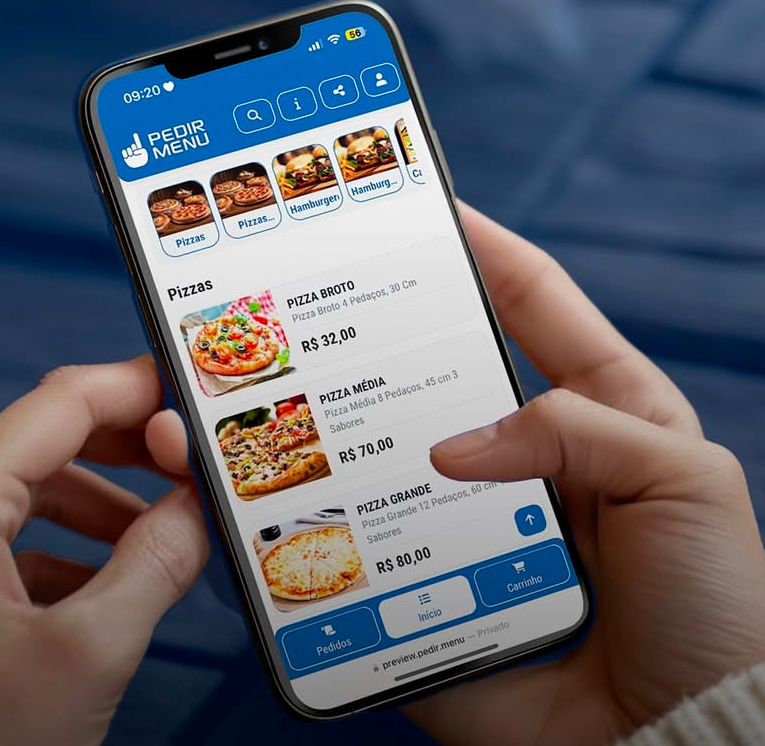 09:20
56
PEDIR
MENU
Pizzas
Pizzas...
Hamburger
Hamburg...
Pizzas
PIZZA BROTO
Pizza Broto 4 Pedaços, 30 Cm
R$ 32,00
PIZZA MÉDIA
Pizza Média 8 Pedaços, 45 cm 3
Sabores
R$ 70,00
PIZZA GRANDE
Pizza Grande 12 Pedaços, 60 cm
Sabores
R$ 80,00
Pedidos
Início
Carrinho
preview.pedir.menu — Privado